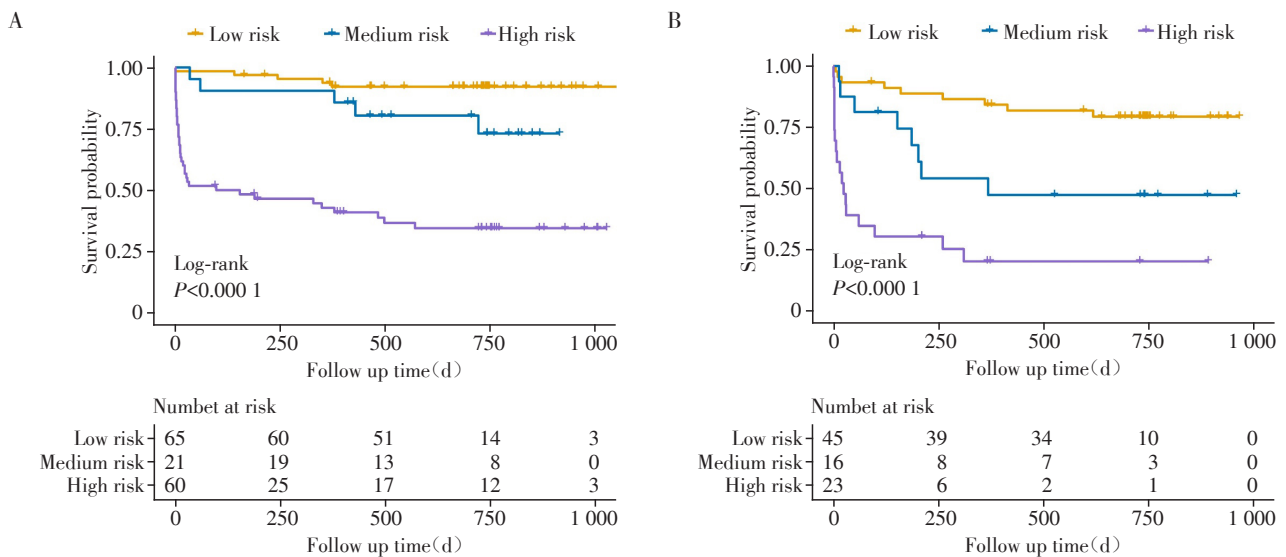 A
Low risk Medium risk High risk
1.00
0.75
0.50
0.25
0
Survival probability
Log-rank
P<0.000 1
0 250 500 750 1 000
Follow up time(d)
Numbet at risk
Low risk 65 60 51 14 3
Medium risk 21 19 13 8 0
High risk 60 25 17 12 3
0 250 500 750 1 000
Follow up time(d)
B
Low risk Medium risk High risk
1.00
0.75
0.50
0.25
0
Survival probability
Log-rank
P<0.000 1
0 250 500 750 1 000
Follow up time(d)
Numbet at risk
Low risk 45 39 34 10 0
Medium risk 16 8 7 3 0
High risk 23 6 2 1 0
0 250 500 750 1 000
Follow up time(d)